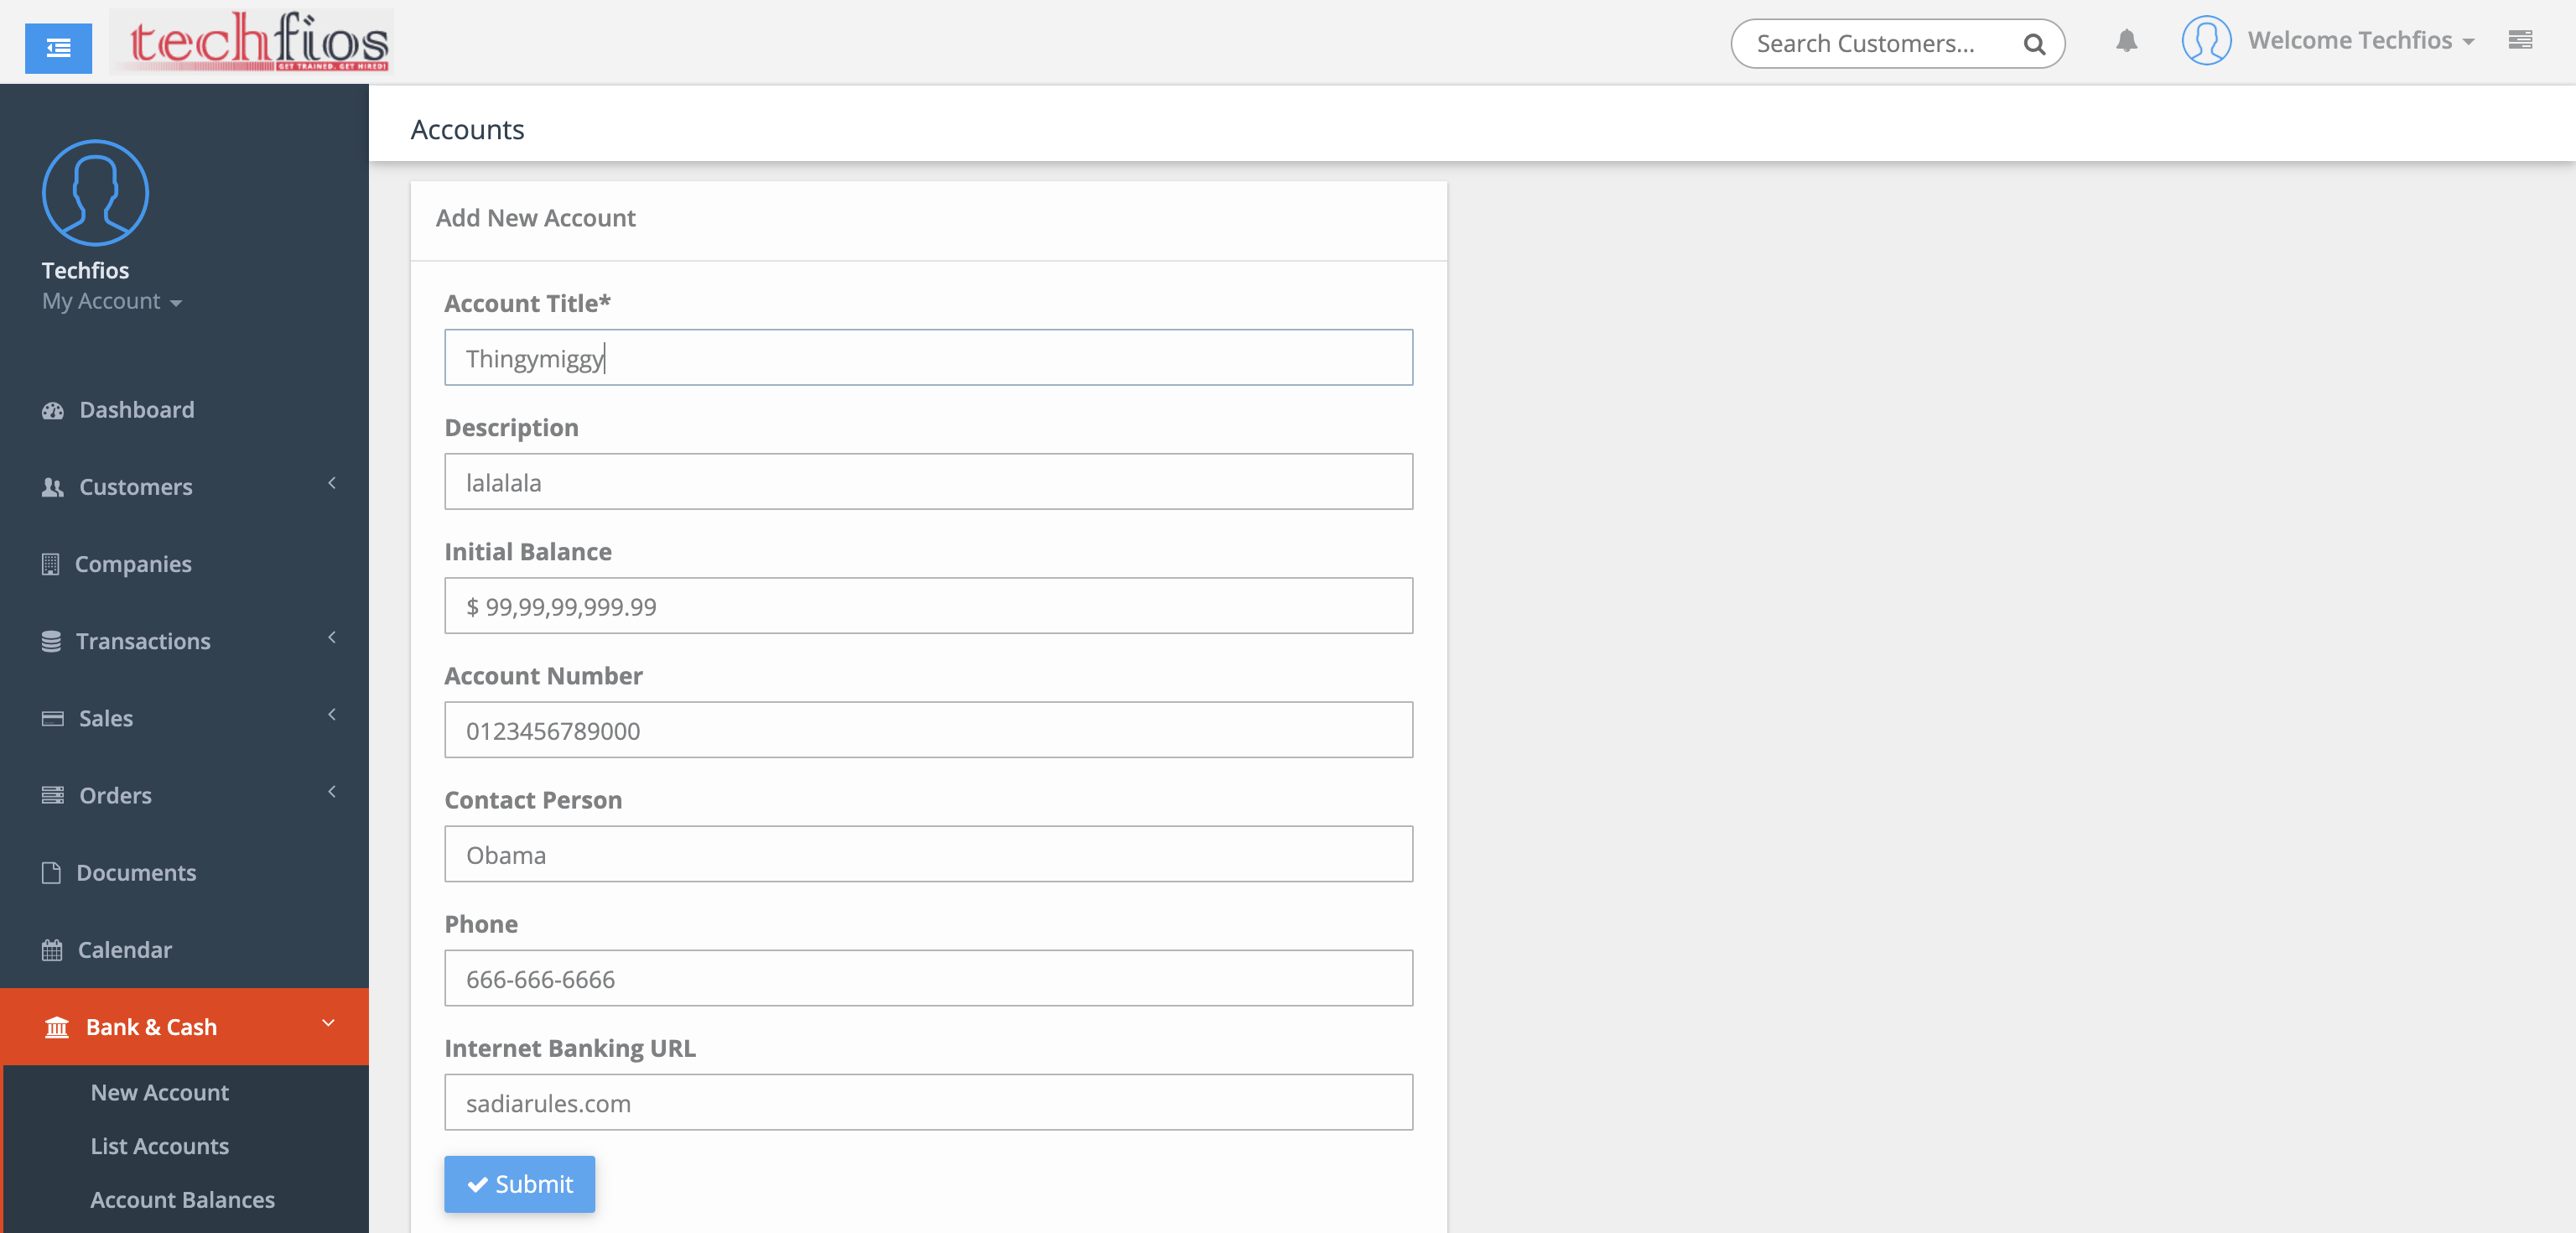 techfios
GET TRAINED. GET HIRED!
Search Customers...
Welcome Techfios
Techfios
My Account
Dashboard
Customers
Companies
Transactions
Sales
Orders
Documents
Calendar
Bank & Cash
New Account
List Accounts
Account Balances
Accounts
Add New Account
Account Title*
Thingymiggy
Description
lalalala
Initial Balance
$ 99,99,99,999.99
Account Number
0123456789000
Contact Person
Obama
Phone
666-666-6666
Internet Banking URL
sadiarules.com
Submit